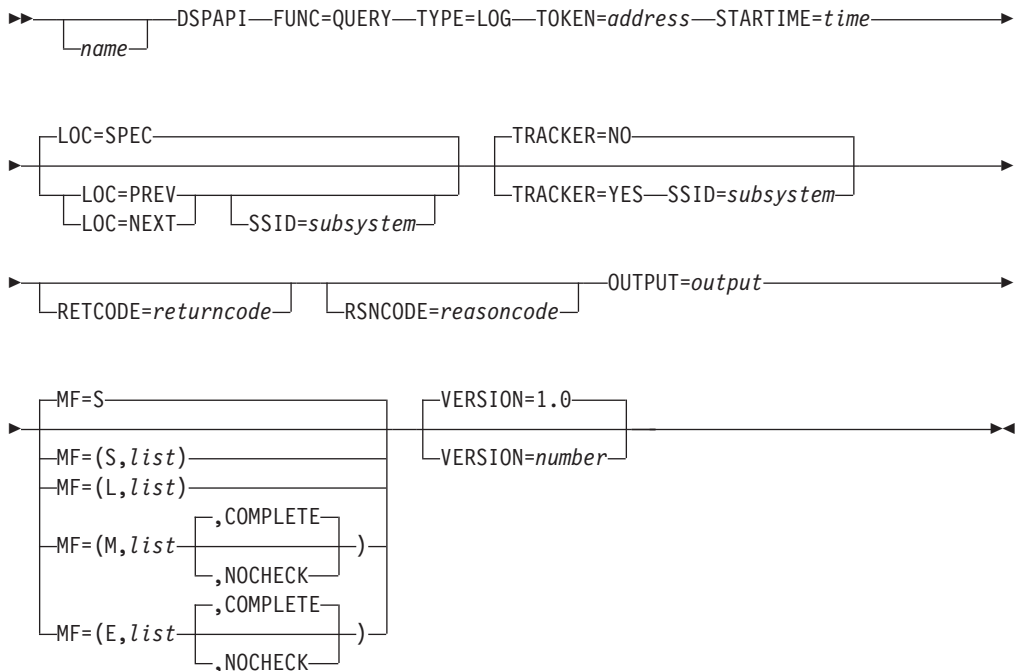 DSPAPI FUNC=QUERY TYPE=LOG TOKEN=address STARTIME=time
name
LOC=SPEC TRACKER=NO
LOC=PREV TRACKER=YES SSID=subsystem
LOC=NEXT SSID=subsystem
OUTPUT=output
RETCODE=returncode RSNCODE=reasoncode
MF=S VERSION=1.0
MF=(S,list) VERSION=number
MF=(L,list)
,COMPLETE
MF=(M,list )
,NOCHECK
,COMPLETE
MF=(E,list )
,NOCHECK